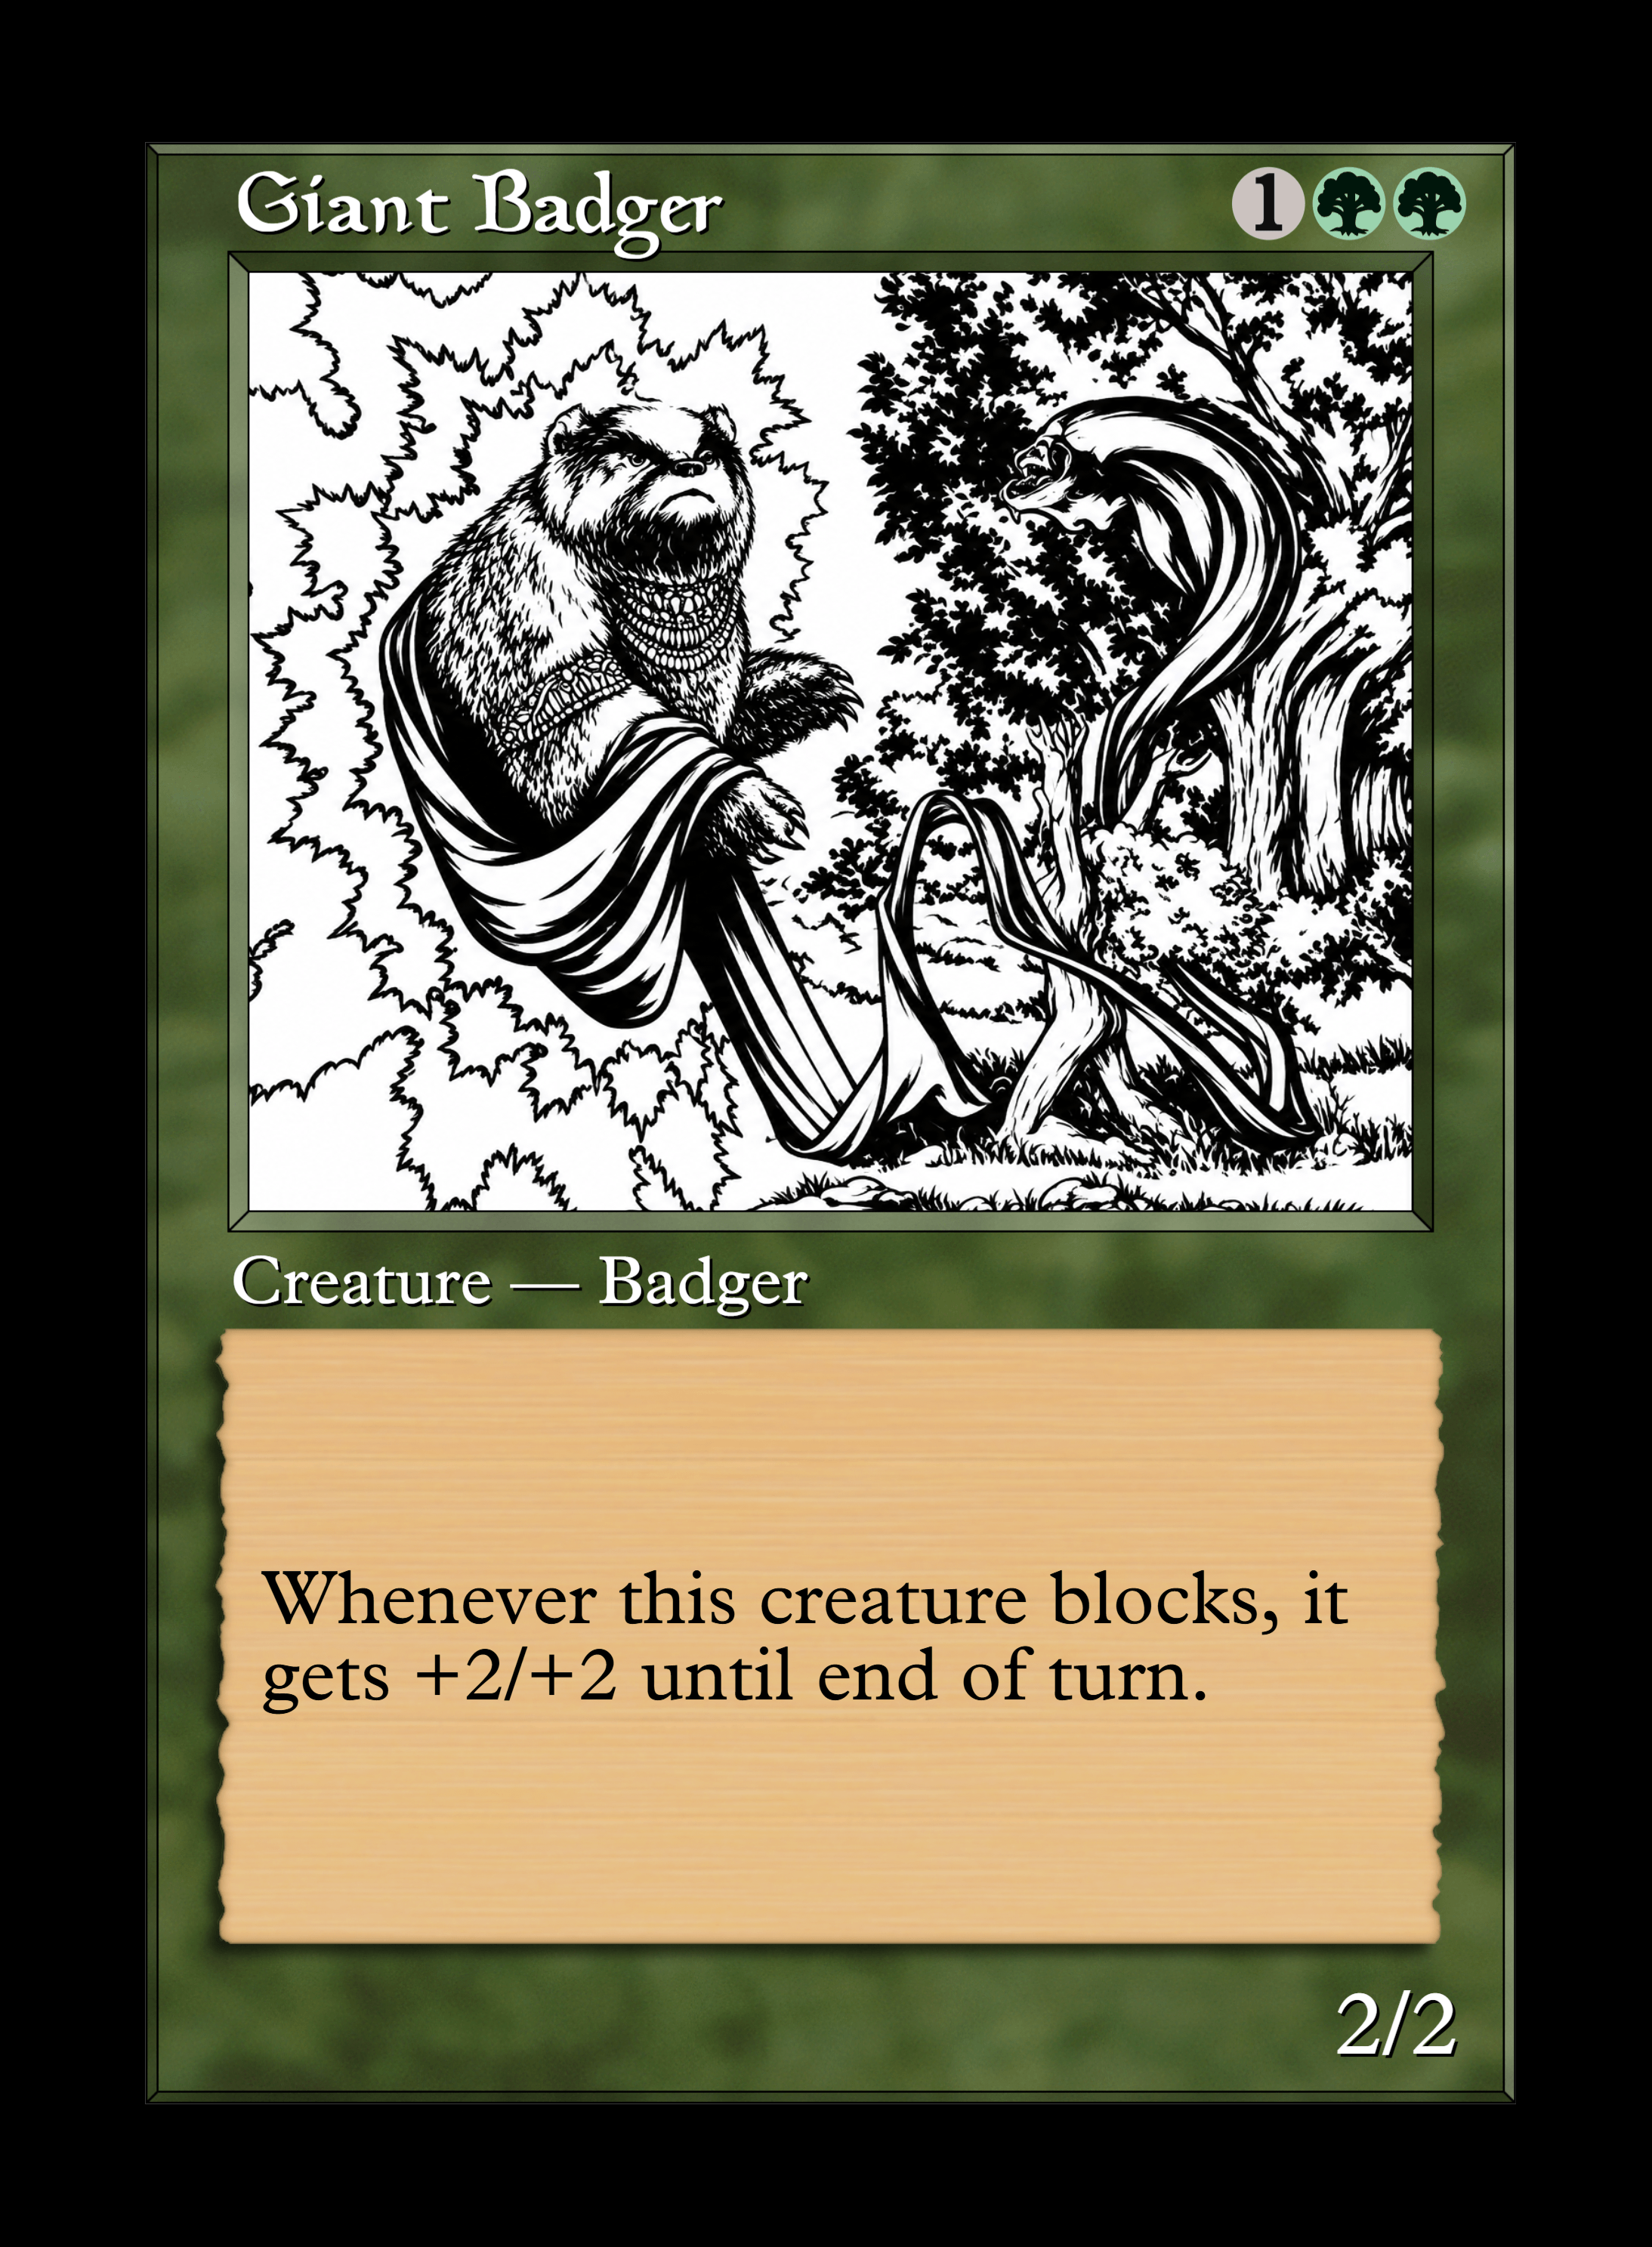 Giant Badger 1
Creature — Badger
Whenever this creature blocks, it
gets +2/+2 until end of turn.
2/2